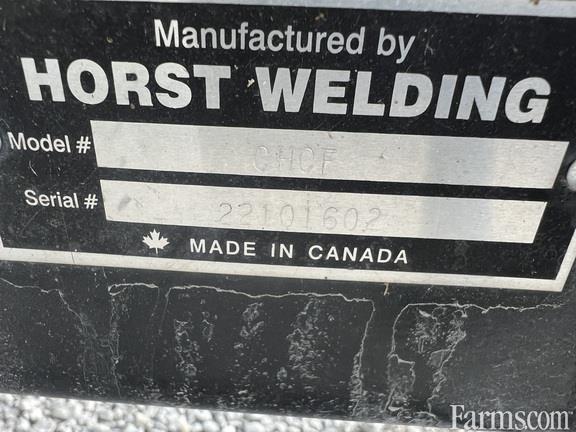 Manufactured by
HORST WELDING
Model # CHCF
Serial # 22101602
MADE IN CANADA
Farms.com